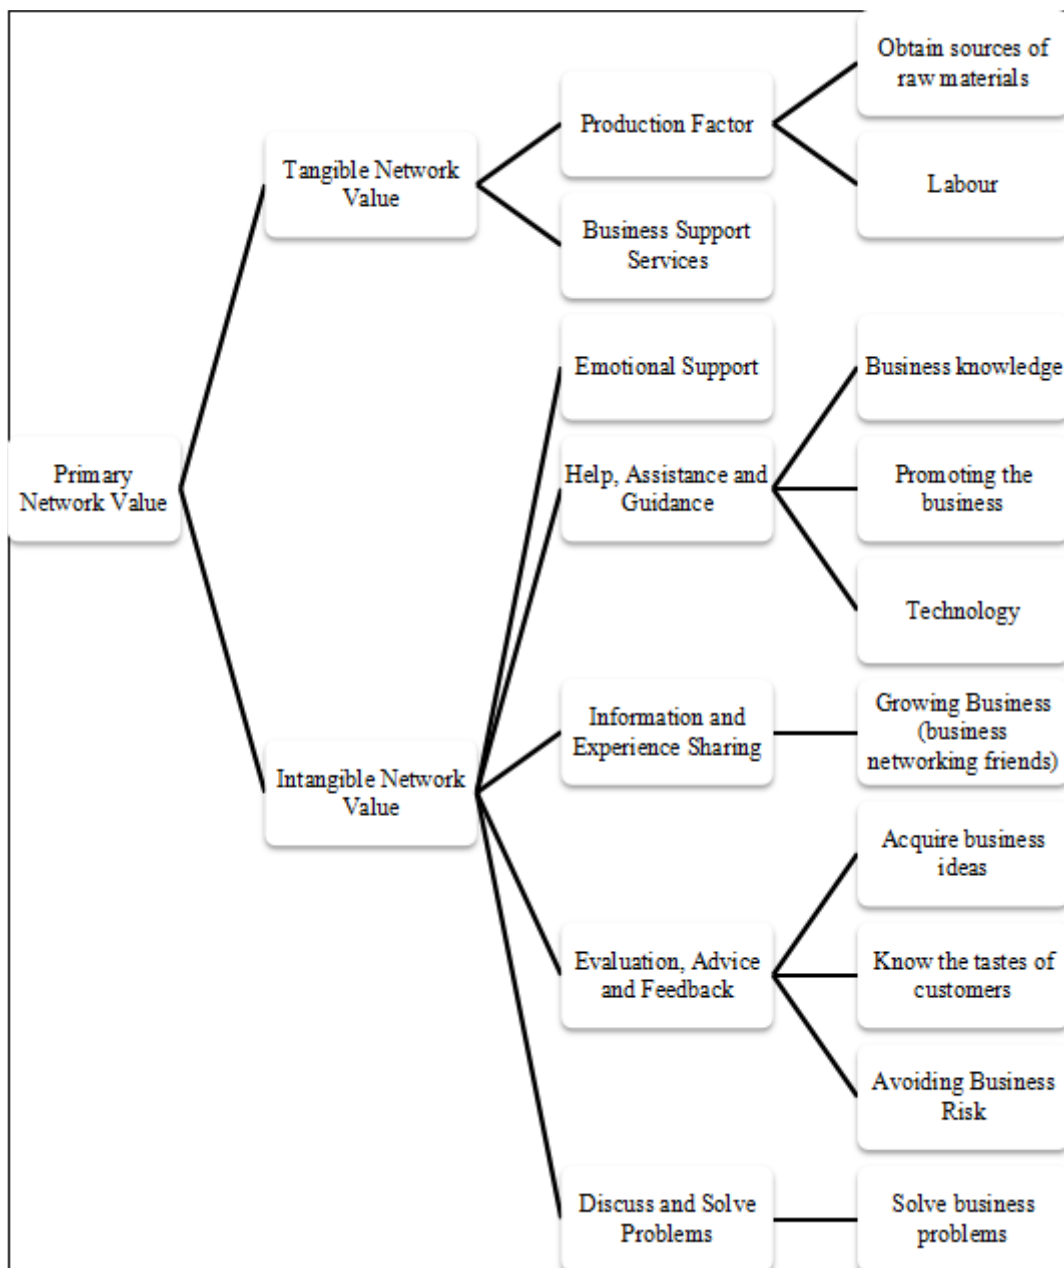 Primary
Network Value
Tangible Network
Value
Intangible Network
Value
Production Factor
Business Support
Services
Emotional Support
Help, Assistance and
Guidance
Information and
Experience Sharing
Evaluation, Advice
and Feedback
Discuss and Solve
Problems
Obtain sources of
raw materials
Labour
Business knowledge
Promoting the
business
Technology
Growing Business
(business
networking friends)
Acquire business
ideas
Know the tastes of
customers
Avoiding Business
Risk
Solve business
problems